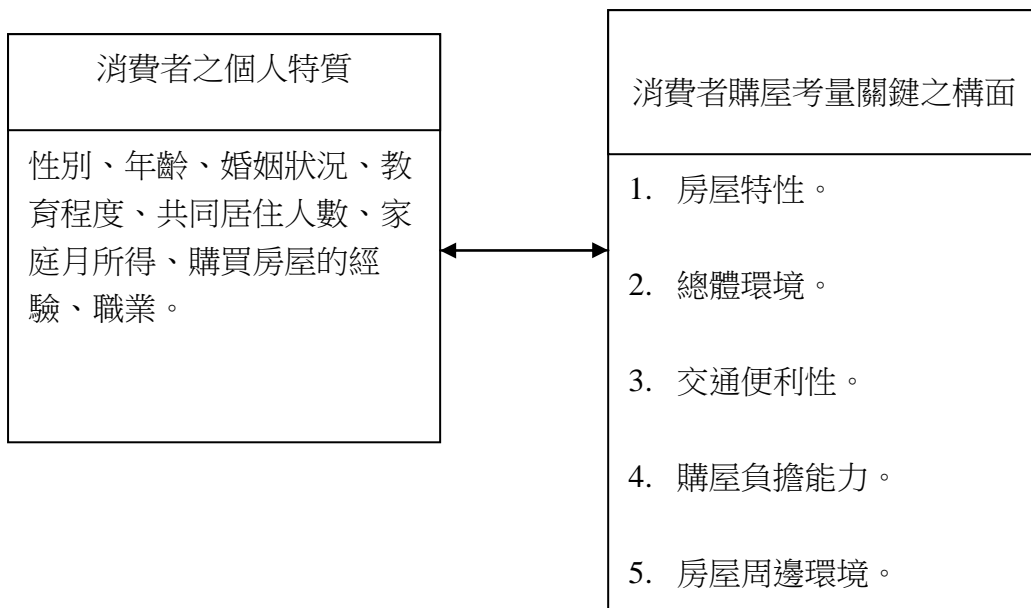 消費者之個人特質
性別、年齡、婚姻狀況、教
育程度、共同居住人數、家
庭月所得、購買房屋的經
驗、職業。
消費者購屋考量關鍵之構面
1. 房屋特性。
2. 總體環境。
3. 交通便利性。
4. 購屋負擔能力。
5. 房屋周邊環境。